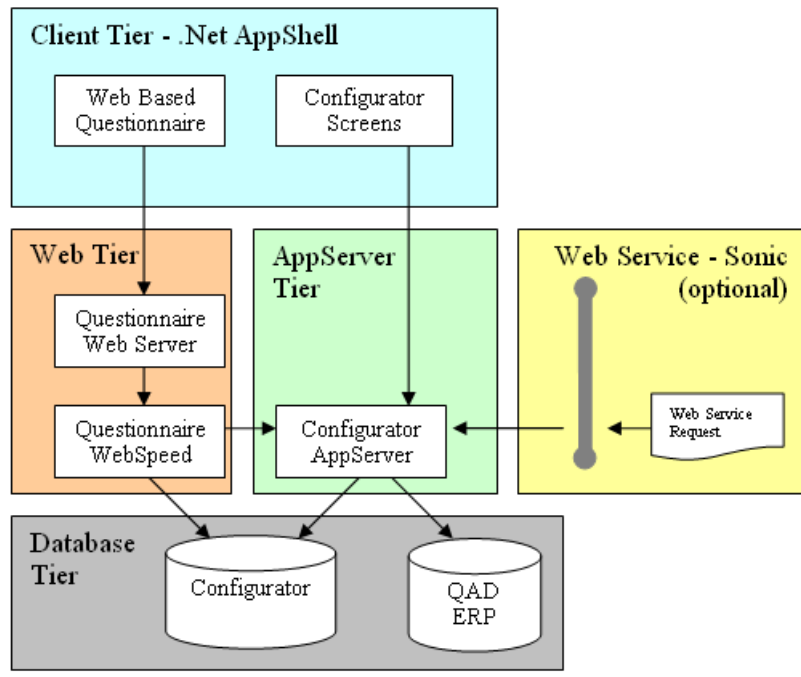 Client Tier - .Net AppShell
Web Based
Questionnaire
Configurator
Screens
Web Tier
Questionnaire
Web Server
Questionnaire
WebSpeed
AppServer
Tier
Configurator
AppServer
Web Service - Sonic
(optional)
Web Service
Request
Database
Tier
Configurator
QAD
ERP